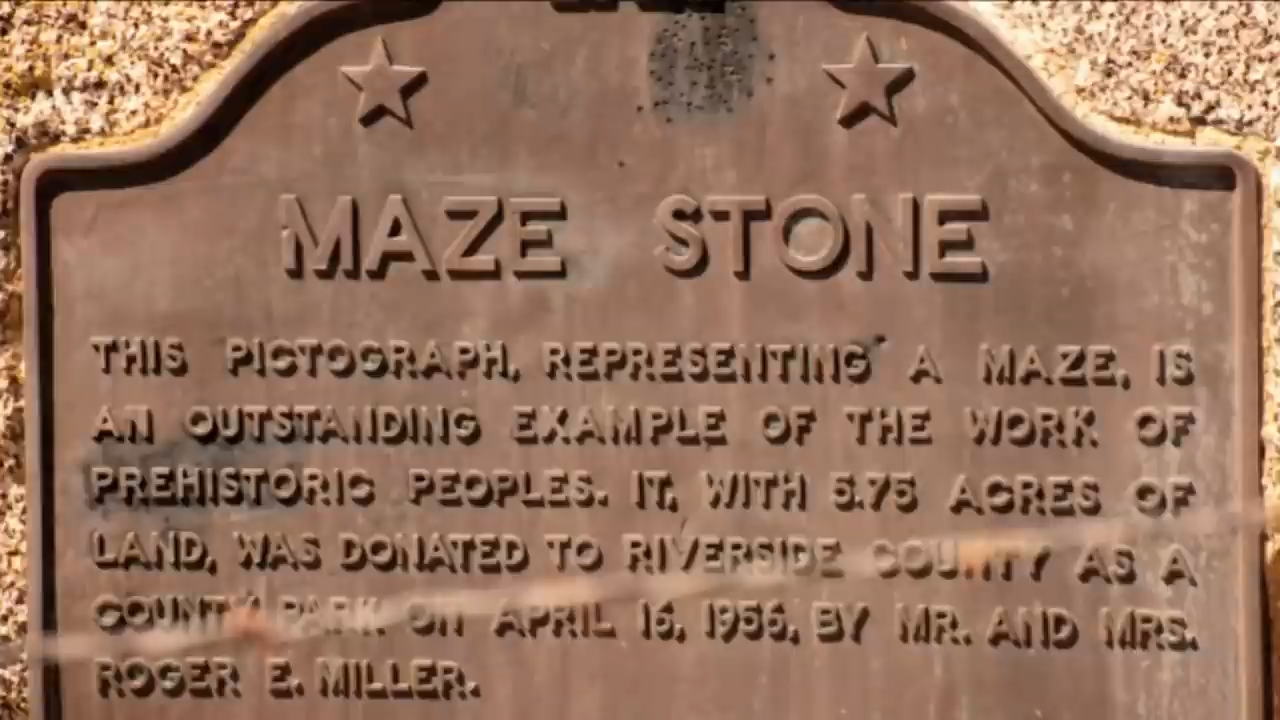 MAZE STONE
THIS PICTOGRAPH, REPRESENTING A MAZE, IS
AN OUTSTANDING EXAMPLE OF THE WORK OF
PREHISTORIC PEOPLES. IT, WITH 5.75 ACRES OF
LAND, WAS DONATED TO RIVERSIDE COUNTY AS A
COUNTY PARK ON APRIL 16, 1956, BY MR. AND MRS.
ROGER E. MILLER.